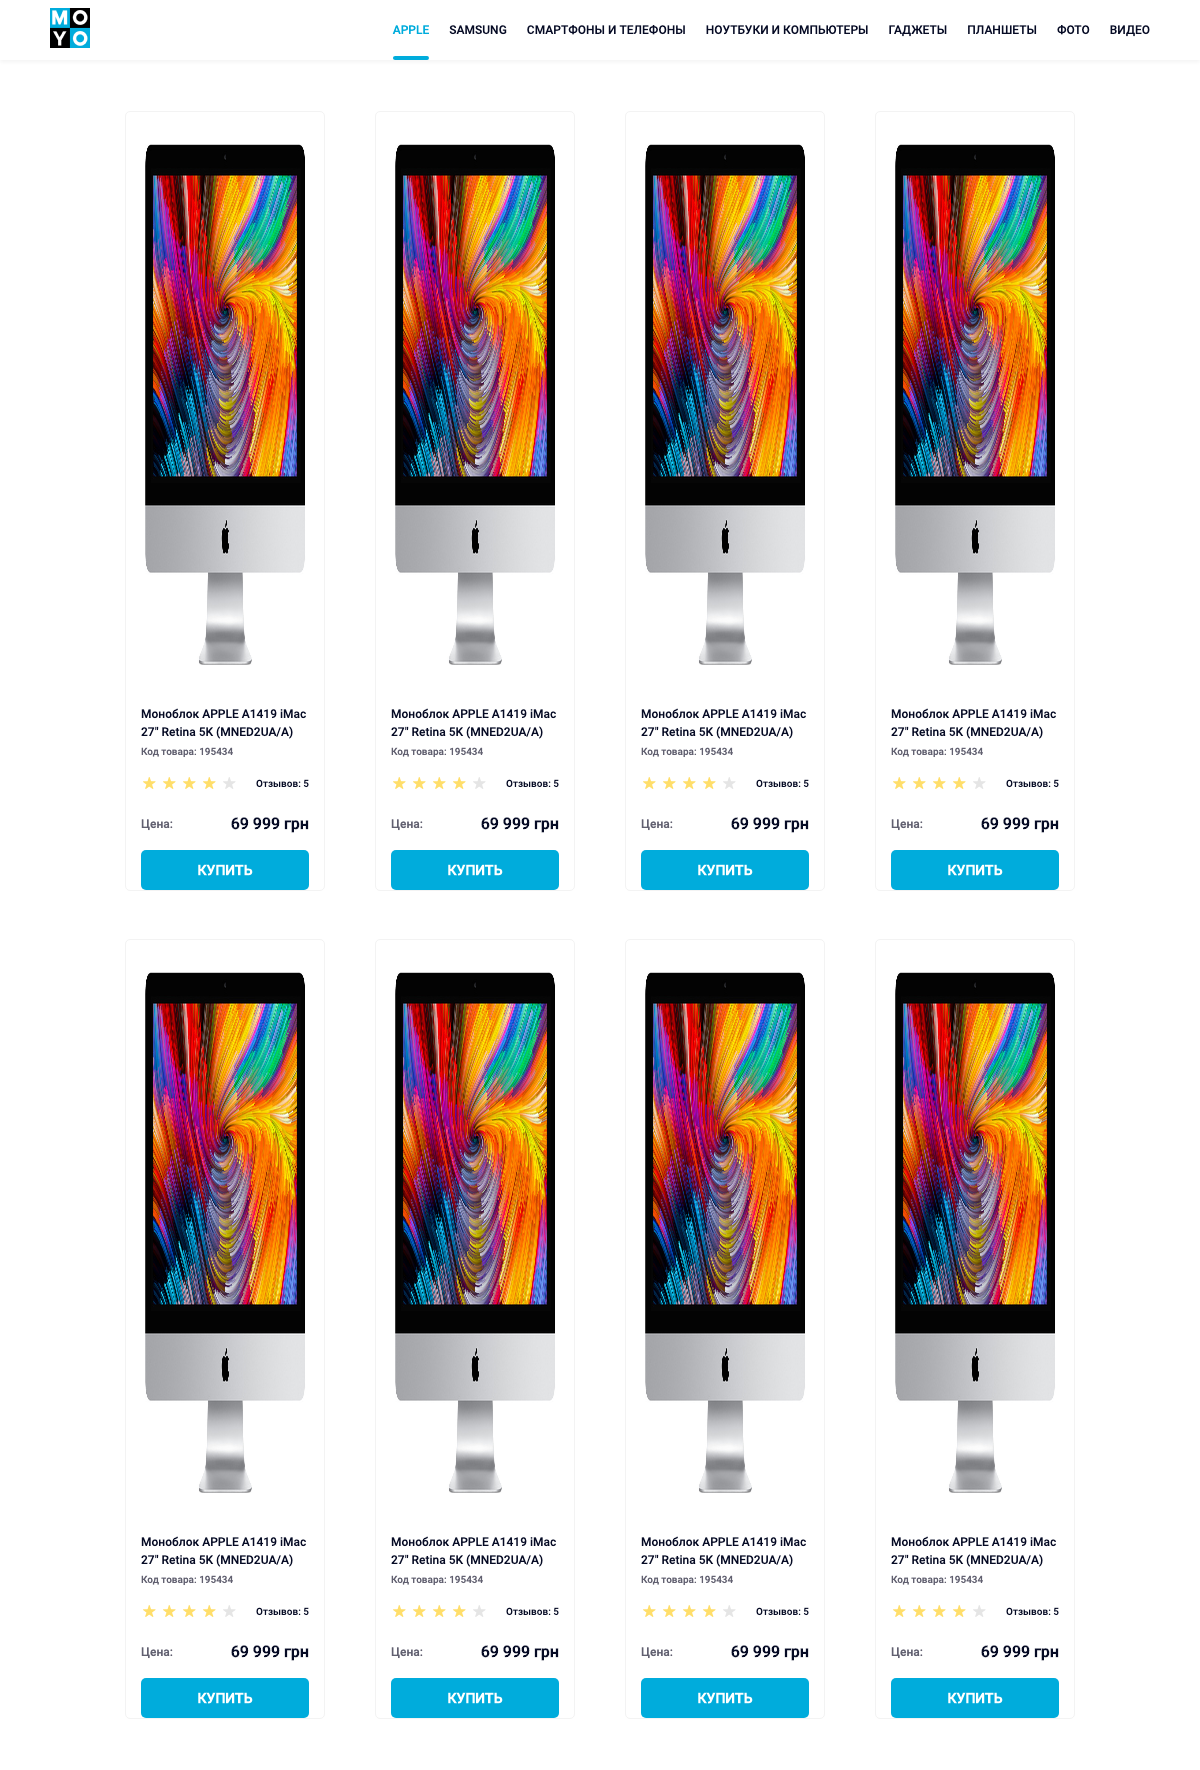 MO
YO
APPLE SAMSUNG СМАРТФОНЫ И ТЕЛЕФОНЫ НОУТБУКИ И КОМПЬЮТЕРЫ ГАДЖЕТЫ ПЛАНШЕТЫ ФОТО ВИДЕО
Моноблок APPLE A1419 iMac
27" Retina 5K (MNED2UA/A)
Код товара: 195434
Отзывов: 5
Цена: 69 999 грн
КУПИТЬ
Моноблок APPLE A1419 iMac
27" Retina 5K (MNED2UA/A)
Код товара: 195434
Отзывов: 5
Цена: 69 999 грн
КУПИТЬ
Моноблок APPLE A1419 iMac
27" Retina 5K (MNED2UA/A)
Код товара: 195434
Отзывов: 5
Цена: 69 999 грн
КУПИТЬ
Моноблок APPLE A1419 iMac
27" Retina 5K (MNED2UA/A)
Код товара: 195434
Отзывов: 5
Цена: 69 999 грн
КУПИТЬ
Моноблок APPLE A1419 iMac
27" Retina 5K (MNED2UA/A)
Код товара: 195434
Отзывов: 5
Цена: 69 999 грн
КУПИТЬ
Моноблок APPLE A1419 iMac
27" Retina 5K (MNED2UA/A)
Код товара: 195434
Отзывов: 5
Цена: 69 999 грн
КУПИТЬ
Моноблок APPLE A1419 iMac
27" Retina 5K (MNED2UA/A)
Код товара: 195434
Отзывов: 5
Цена: 69 999 грн
КУПИТЬ
Моноблок APPLE A1419 iMac
27" Retina 5K (MNED2UA/A)
Код товара: 195434
Отзывов: 5
Цена: 69 999 грн
КУПИТЬ